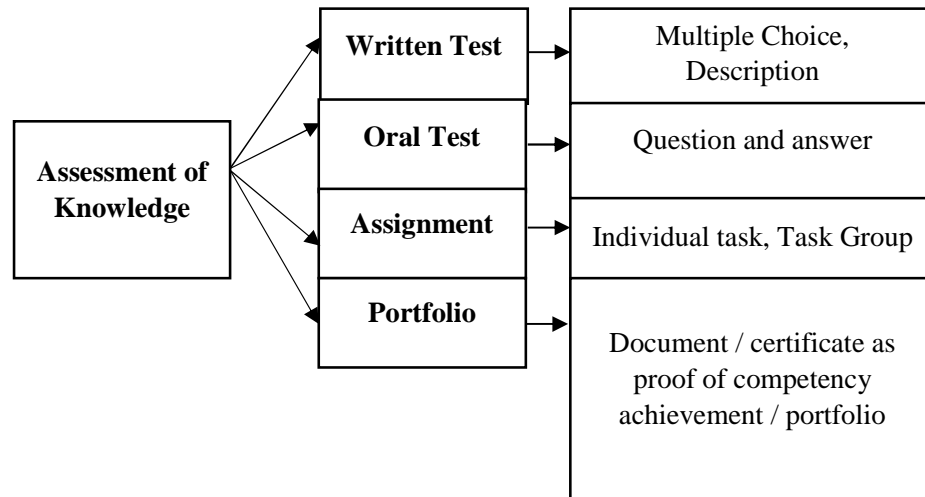 Assessment of
Knowledge
Written Test
Multiple Choice,
Description
Oral Test
Question and answer
Assignment
Individual task, Task Group
Portfolio
Document / certificate as
proof of competency
achievement / portfolio